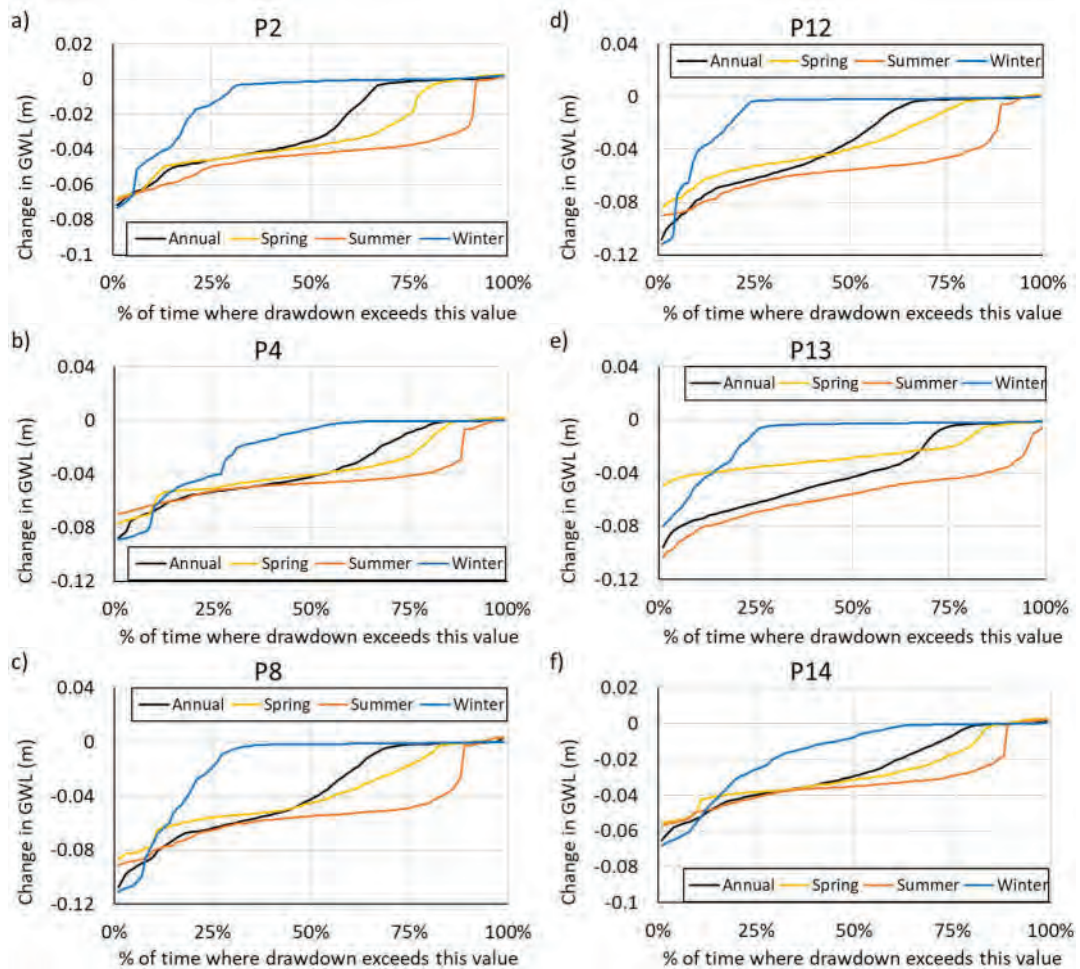 a)
P2
0.02
0
-0.02
-0.04
-0.06
-0.08
-0.1
Change in GWL (m)
Annual Spring Summer Winter
0% 25% 50% 75% 100%
% of time where drawdown exceeds this value
d)
P12
0.04
0
-0.04
-0.08
-0.12
Change in GWL (m)
Annual Spring Summer Winter
0% 25% 50% 75% 100%
% of time where drawdown exceeds this value
b)
P4
0.04
0
-0.04
-0.08
-0.12
Change in GWL (m)
Annual Spring Summer Winter
0% 25% 50% 75% 100%
% of time where drawdown exceeds this value
e)
P13
0.04
0
-0.04
-0.08
-0.12
Change in GWL (m)
Annual Spring Summer Winter
0% 25% 50% 75% 100%
% of time where drawdown exceeds this value
c)
P8
0.04
0
-0.04
-0.08
-0.12
Change in GWL (m)
Annual Spring Summer Winter
0% 25% 50% 75% 100%
% of time where drawdown exceeds this value
f)
P14
0.02
0
-0.02
-0.04
-0.06
-0.08
-0.1
Change in GWL (m)
Annual Spring Summer Winter
0% 25% 50% 75% 100%
% of time where drawdown exceeds this value